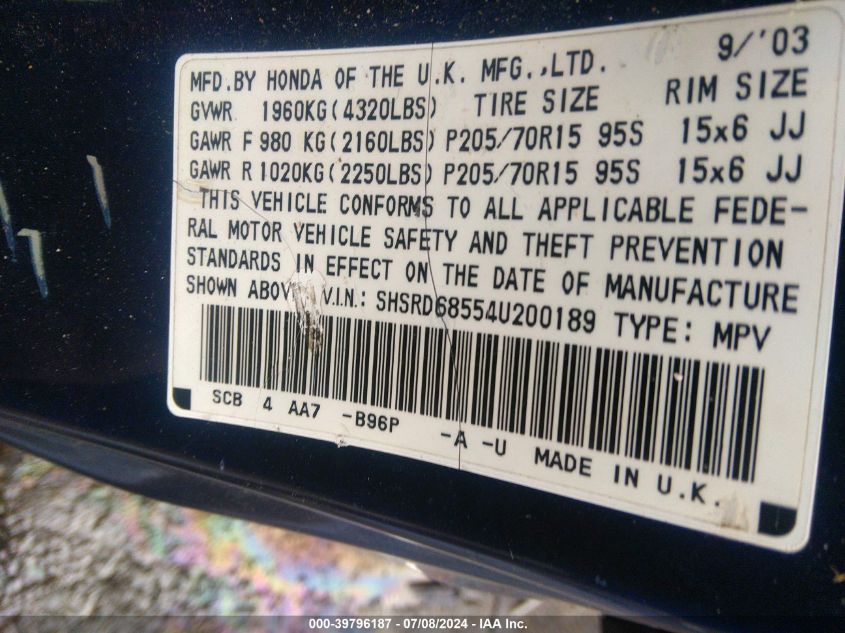 MFD.BY HONDA OF THE U.K. MFG.,LTD. 9/'03
GVWR 1960KG(4320LBS) TIRE SIZE RIM SIZE
GAWR F 980 KG(2160LBS) P205/70R15 95S 15x6 JJ
GAWR R 1020KG(2250LBS) P205/70R15 95S 15x6 JJ
THIS VEHICLE CONFORMS TO ALL APPLICABLE FEDE-
RAL MOTOR VEHICLE SAFETY AND THEFT PREVENTION
STANDARDS IN EFFECT ON THE DATE OF MANUFACTURE
SHOWN ABOV V.I.N.: SHSRD68554U200189 TYPE: MPV
SCB 4 AA7 -B96P -A -U MADE IN U.K.
000-39796187 - 07/08/2024 - IAA Inc.